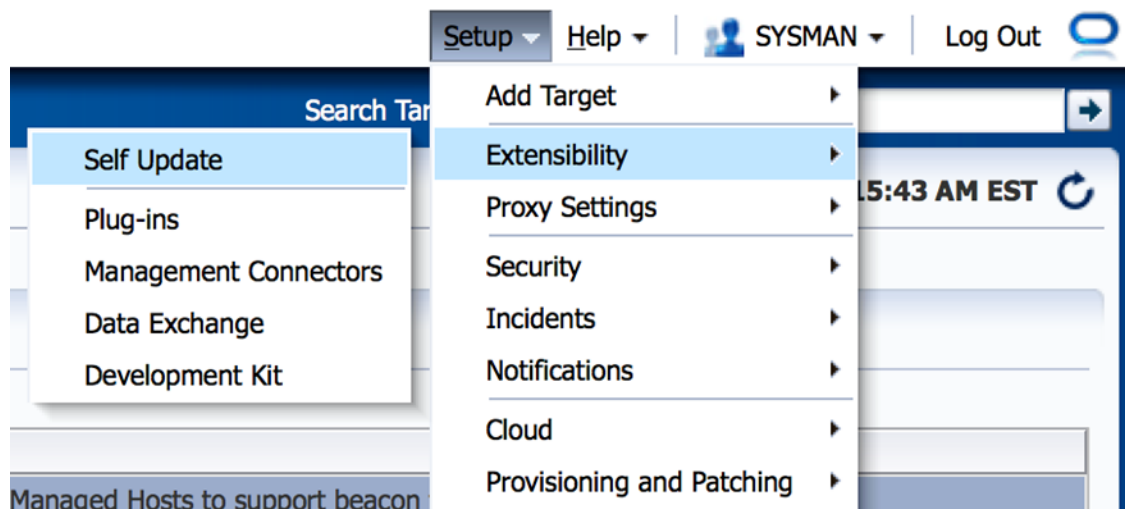 Setup Help SYSMAN Log Out
Search Tar
Add Target
Extensibility
Proxy Settings
Security
Incidents
Notifications
Cloud
Provisioning and Patching
Self Update
Plug-ins
Management Connectors
Data Exchange
Development Kit
15:43 AM EST
Managed Hosts to support beacon